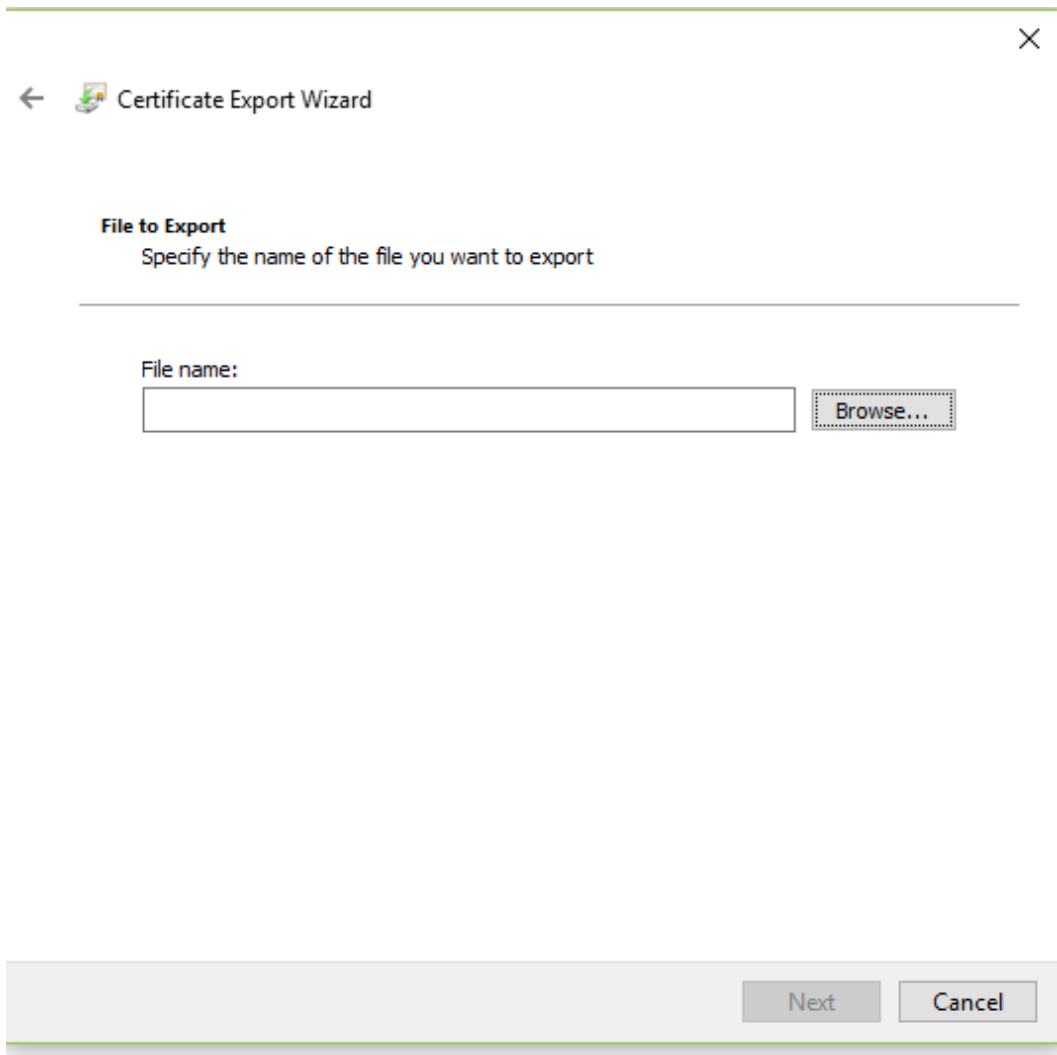 Certificate Export Wizard
File to Export
Specify the name of the file you want to export
File name:
Browse...
Next
Cancel